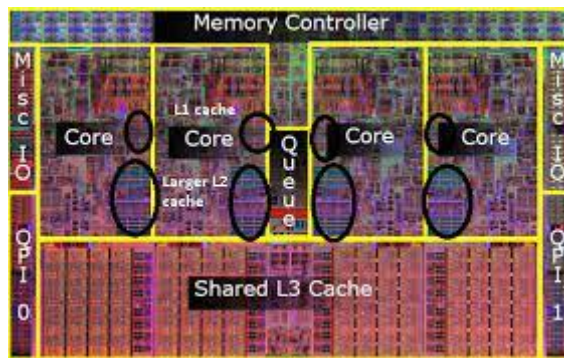 Memory Controller
Misc IO
Misc IO
L1 cache
Core
Core
Core
Core
Queue
Larger L2
cache
QPI 0
QPI 1
Shared L3 Cache